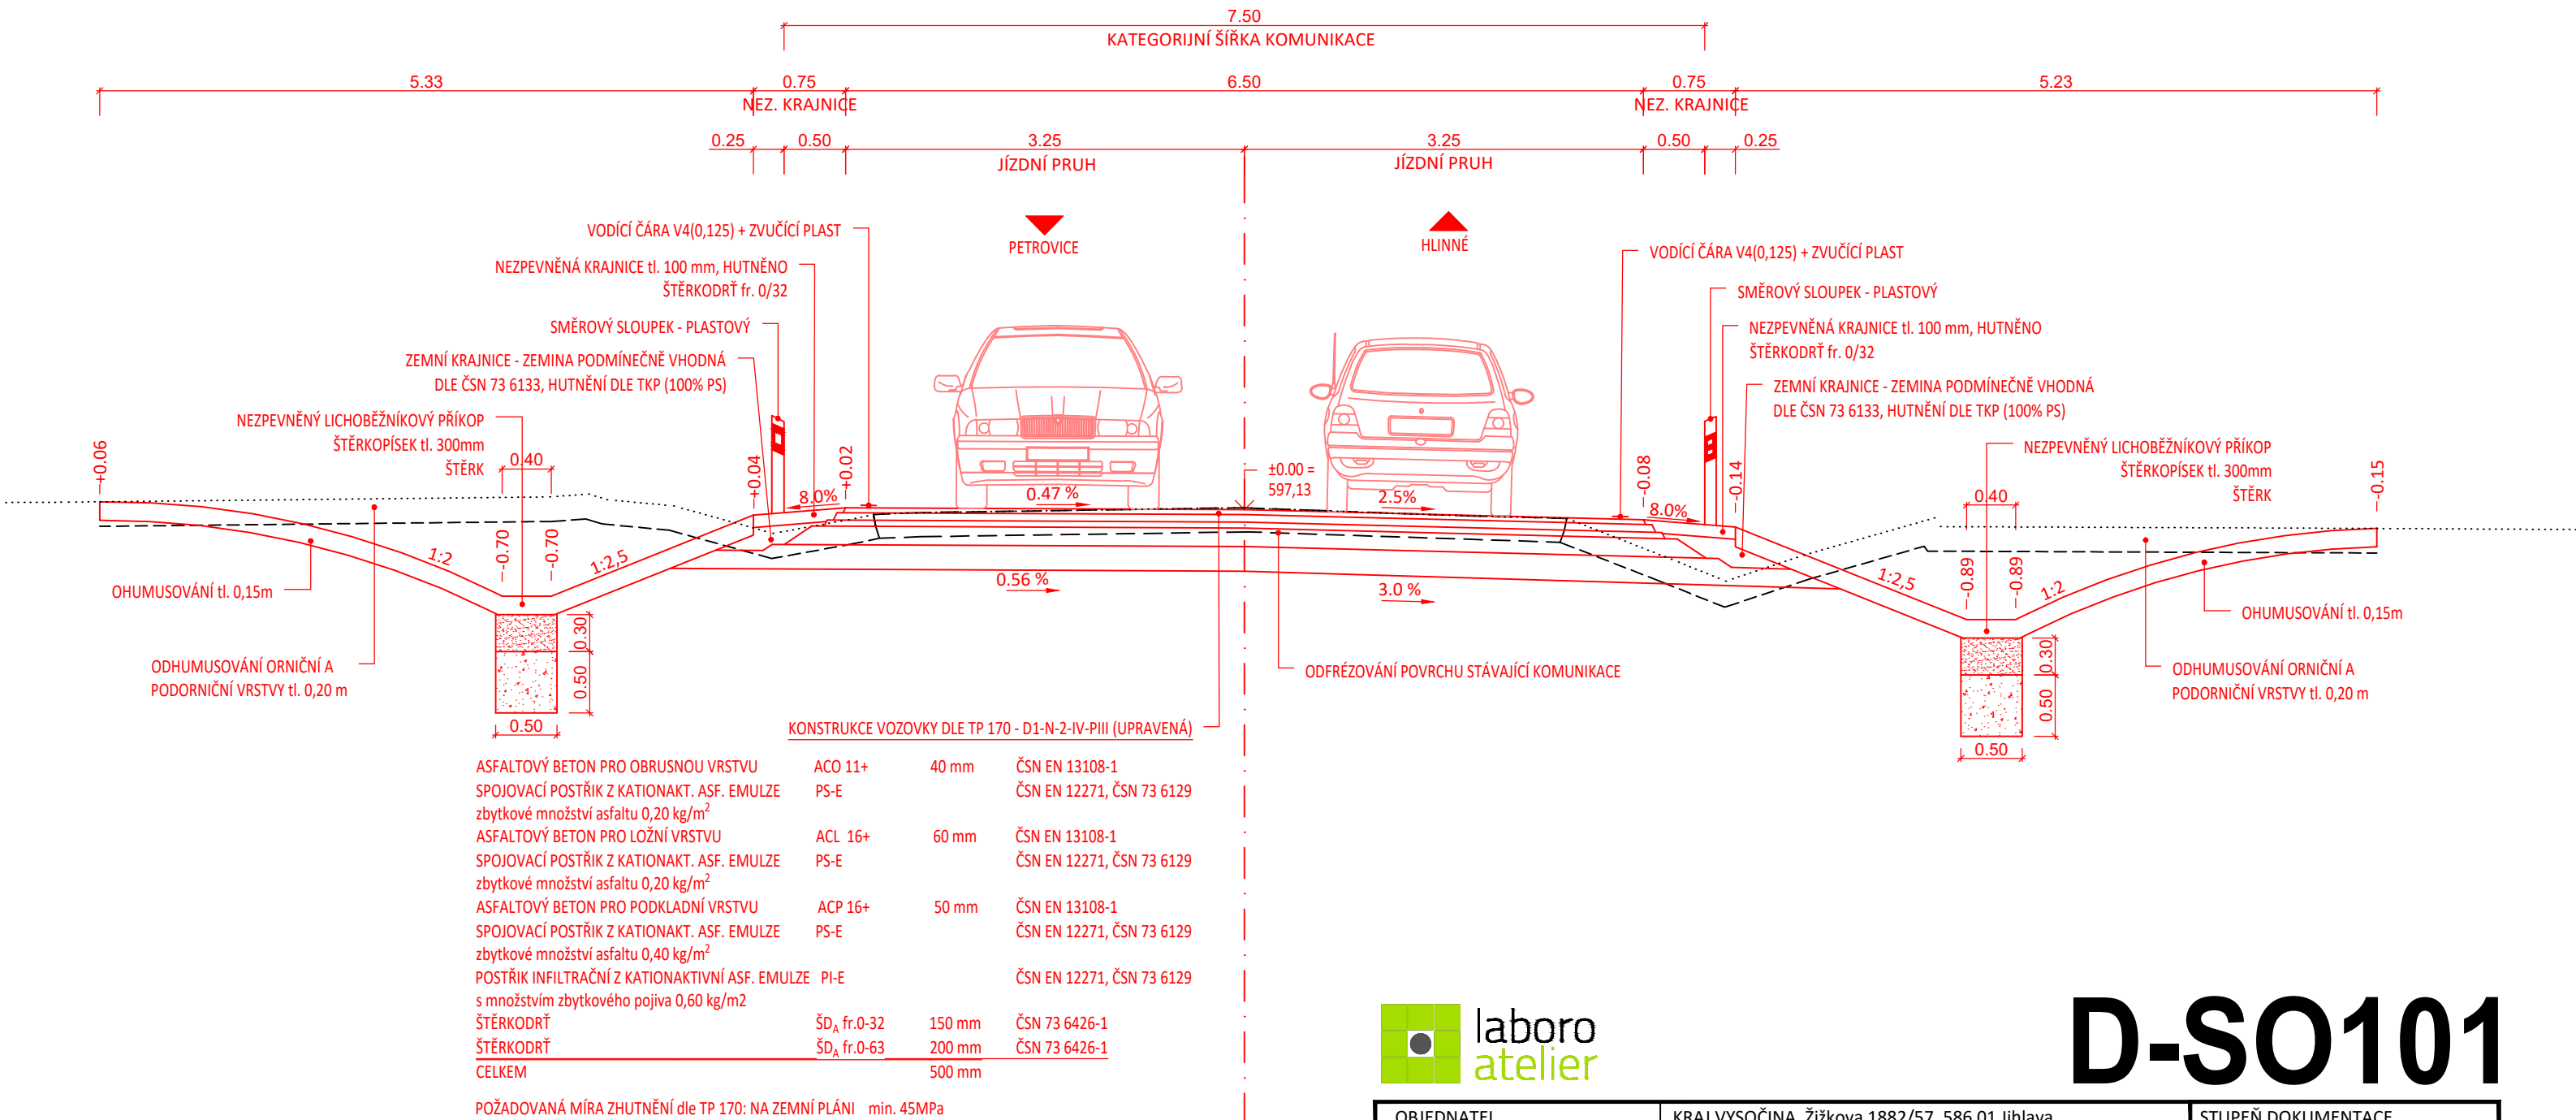 7.50
KATEGORIJNÍ ŠÍŘKA KOMUNIKACE
5.33
0.75
6.50
0.75
5.23
NEZ. KRAJNICE
NEZ. KRAJNICE
0.25
0.50
3.25
3.25
0.50
0.25
JÍZDNÍ PRUH
JÍZDNÍ PRUH
PETROVICE
HLINNÉ
VODÍCÍ ČÁRA V4(0,125) + ZVUČÍCÍ PLAST
NEZPEVNĚNÁ KRAJNICE tl. 100 mm, HUTNĚNO
ŠTĚRKODRŤ fr. 0/32
SMĚROVÝ SLOUPEK - PLASTOVÝ
ZEMNÍ KRAJNICE - ZEMINA PODMÍNEČNĚ VHODNÁ
DLE ČSN 73 6133, HUTNĚNÍ DLE TKP (100% PS)
NEZPEVNĚNÝ LICHOBĚŽNÍKOVÝ PŘÍKOP
ŠTĚRKOPÍSEK tl. 300mm
ŠTĚRK
VODÍCÍ ČÁRA V4(0,125) + ZVUČÍCÍ PLAST
SMĚROVÝ SLOUPEK - PLASTOVÝ
NEZPEVNĚNÁ KRAJNICE tl. 100 mm, HUTNĚNO
ŠTĚRKODRŤ fr. 0/32
ZEMNÍ KRAJNICE - ZEMINA PODMÍNEČNĚ VHODNÁ
DLE ČSN 73 6133, HUTNĚNÍ DLE TKP (100% PS)
NEZPEVNĚNÝ LICHOBĚŽNÍKOVÝ PŘÍKOP
ŠTĚRKOPÍSEK tl. 300mm
ŠTĚRK
+0.06
0.40
+0.04
+0.02
±0.00 =
597,13
-0.08
-0.14
0.40
-0.15
8.0%
0.47 %
2.5%
8.0%
1:2
-0.70
-0.70
1:2,5
0.56 %
3.0 %
1:2,5
-0.89
-0.89
1:2
OHUMUSOVÁNÍ tl. 0,15m
OHUMUSOVÁNÍ tl. 0,15m
0.30
0.50
0.50
0.30
0.50
0.50
ODHUMUSOVÁNÍ ORNIČNÍ A
PODORNIČNÍ VRSTVY tl. 0,20 m
ODFRÉZOVÁNÍ POVRCHU STÁVAJÍCÍ KOMUNIKACE
ODHUMUSOVÁNÍ ORNIČNÍ A
PODORNIČNÍ VRSTVY tl. 0,20 m
KONSTRUKCE VOZOVKY DLE TP 170 - D1-N-2-IV-PIII (UPRAVENÁ)
ASFALTOVÝ BETON PRO OBRUSNOU VRSTVU ACO 11+ 40 mm ČSN EN 13108-1
SPOJOVACÍ POSTŘIK Z KATIONAKT. ASF. EMULZE PS-E ČSN EN 12271, ČSN 73 6129
zbytkové množství asfaltu 0,20 kg/m²
ASFALTOVÝ BETON PRO LOŽNÍ VRSTVU ACL 16+ 60 mm ČSN EN 13108-1
SPOJOVACÍ POSTŘIK Z KATIONAKT. ASF. EMULZE PS-E ČSN EN 12271, ČSN 73 6129
zbytkové množství asfaltu 0,20 kg/m²
ASFALTOVÝ BETON PRO PODKLADNÍ VRSTVU ACP 16+ 50 mm ČSN EN 13108-1
SPOJOVACÍ POSTŘIK Z KATIONAKT. ASF. EMULZE PS-E ČSN EN 12271, ČSN 73 6129
zbytkové množství asfaltu 0,40 kg/m²
POSTŘIK INFILTRAČNÍ Z KATIONAKTIVNÍ ASF. EMULZE PI-E ČSN EN 12271, ČSN 73 6129
s množstvím zbytkového pojiva 0,60 kg/m2
ŠTĚRKODRŤ ŠDA fr.0-32 150 mm ČSN 73 6426-1
ŠTĚRKODRŤ ŠDA fr.0-63 200 mm ČSN 73 6426-1
CELKEM 500 mm
POŽADOVANÁ MÍRA ZHUTNĚNÍ dle TP 170: NA ZEMNÍ PLÁNI min. 45MPa
laboro
atelier
D-SO101
OBJEDNATEL KRAJ VYSOČINA, Žižkova 1882/57, 586 01 Jihlava STUPEŇ DOKUMENTACE